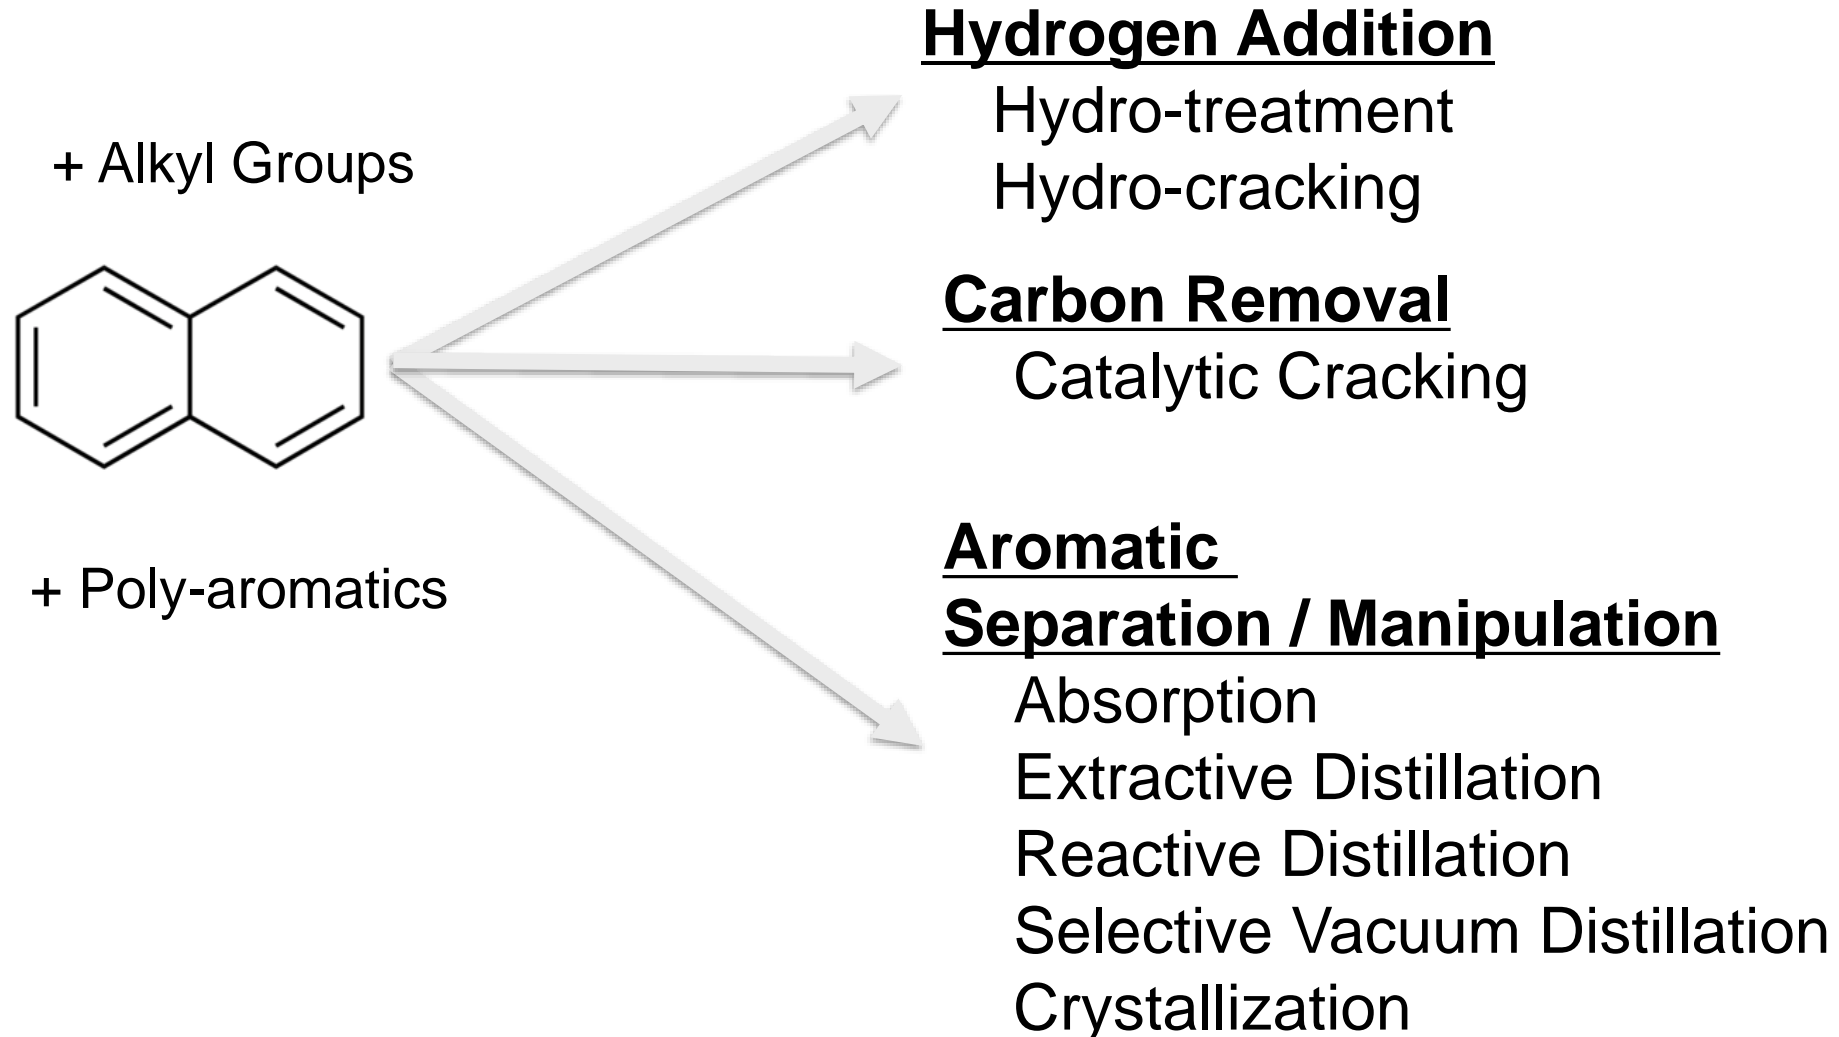 + Alkyl Groups
+ Poly-aromatics
Hydrogen Addition
Hydro-treatment
Hydro-cracking
Carbon Removal
Catalytic Cracking
Aromatic
Separation / Manipulation
Absorption
Extractive Distillation
Reactive Distillation
Selective Vacuum Distillation
Crystallization